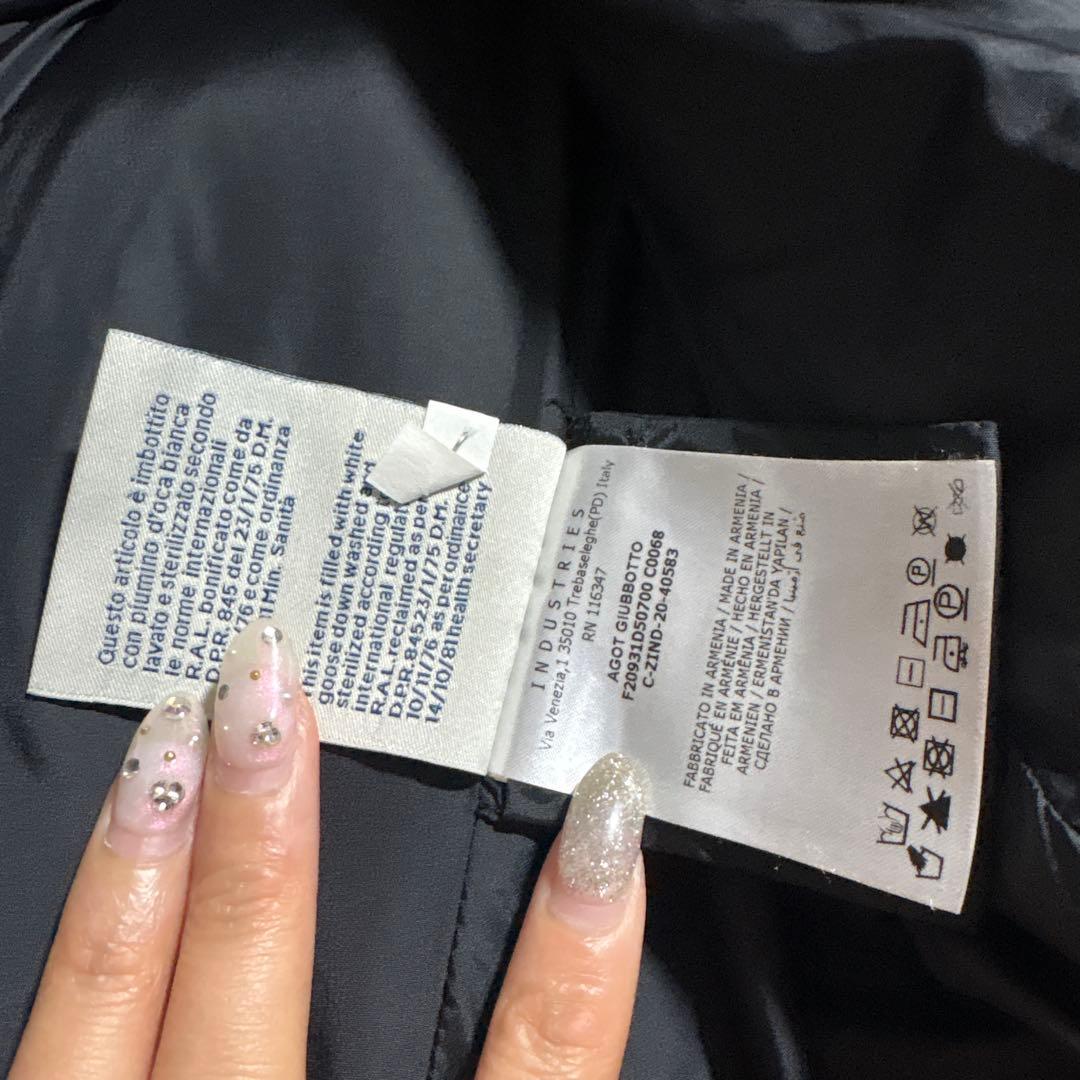 Questo articolo è imbottito
con piumino d'oca bianca
lavato e sterilizzato secondo
le norme internazionali
R.A.L. bonificato come da
D.P.R. 845 del 23/1/75 D.M.
76 e come ordinanza
1 Min. Sanità
This item is filled with white
goose down washed and
sterilized according
international regula
R.A.L. reclaimed as pe
D.P.R. 845 23/1/75 D.M.
10/11/76 as per ordinance
14/10/81 health secretary
INDUSTRIES
Via Venezia,1 35010 Trebaseleghe(PD) Italy
RN 116347
AGOT GIUBBOTTO
F20931D50700 C0068
C-ZIND-20-40583
FABBRICATO IN ARMENIA / MADE IN ARMENIA /
FABRIQUÉ EN ARMÉNIE / HECHO EN ARMENIA /
FEITA EM ARMÊNIA / HERGESTELLT IN
ARMENIEN / ERMENISTAN'DA YAPILAN /
СДЕЛАНО В АРМЕНИИ / صنع في أرمينيا /